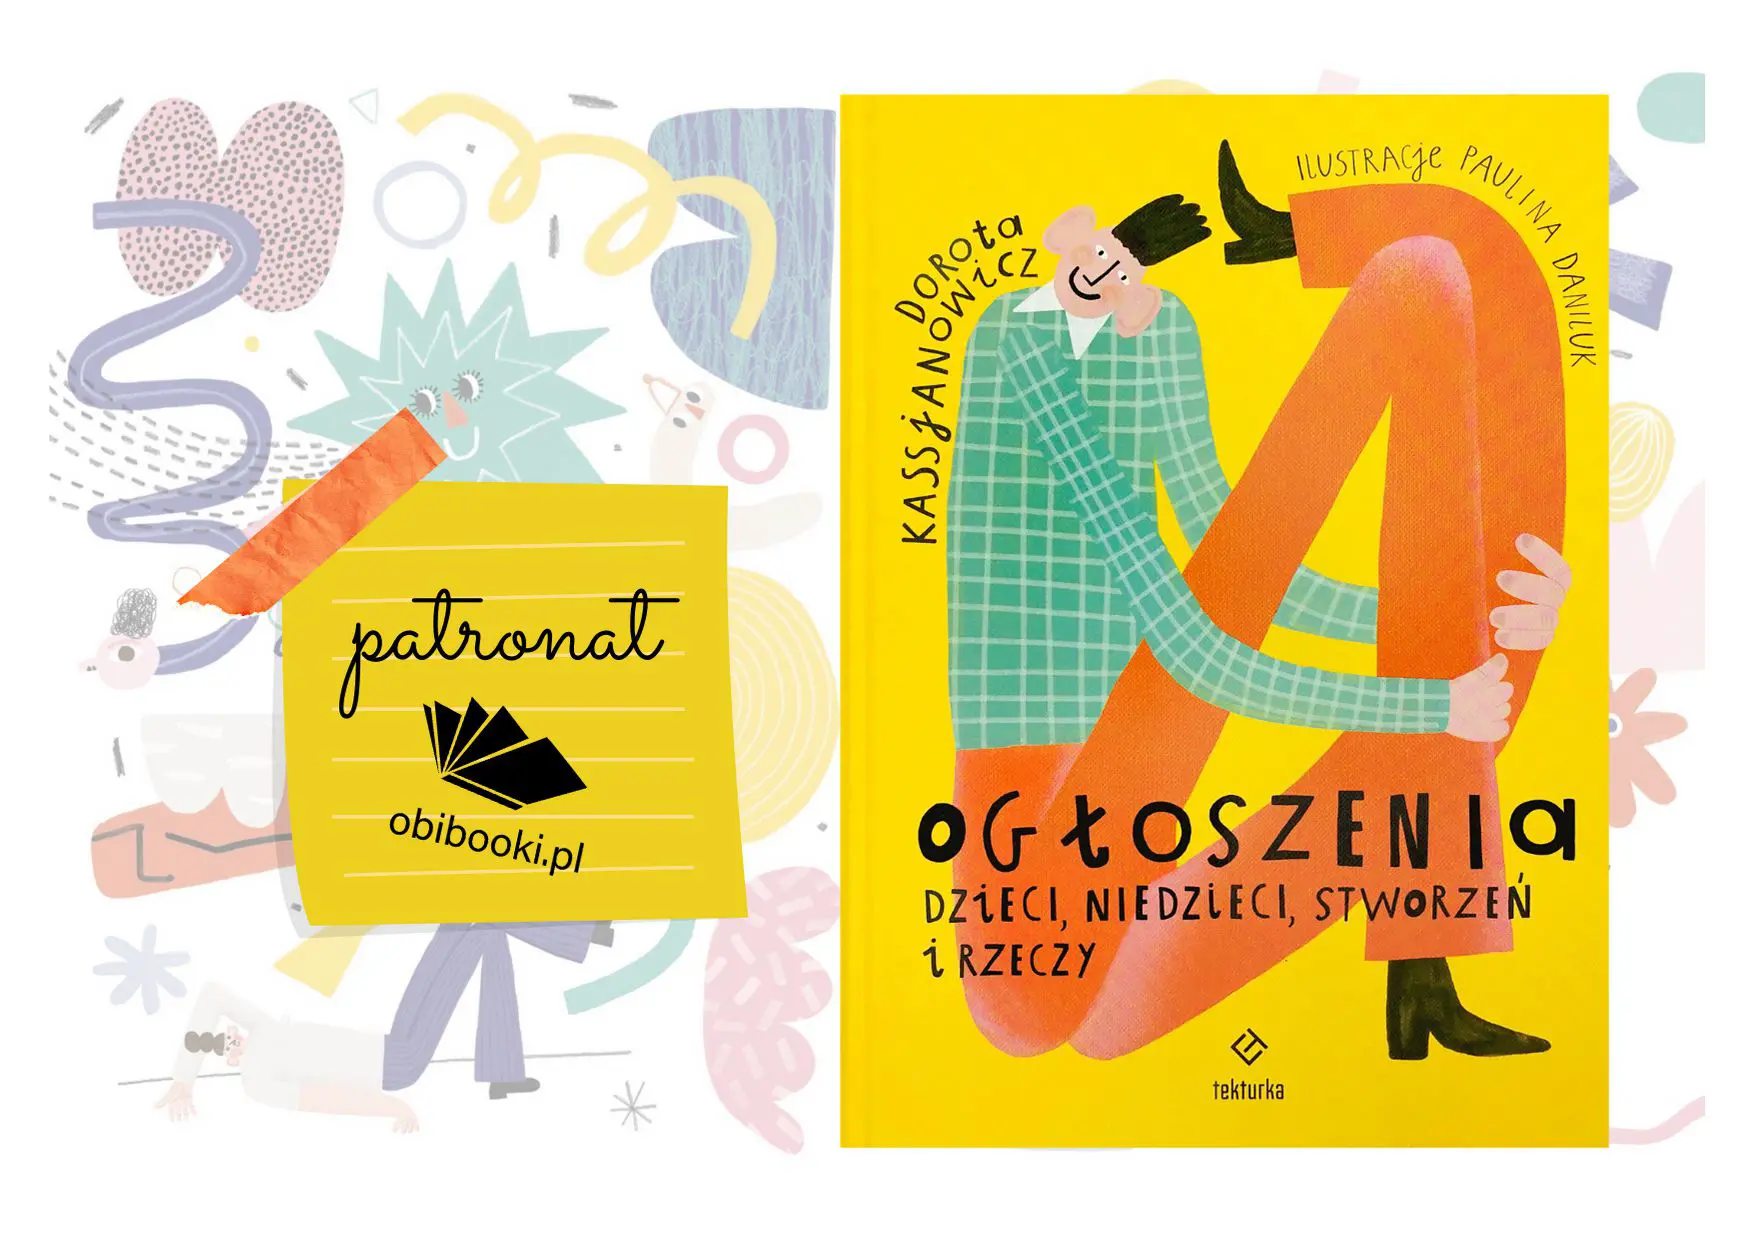 patronat
obibooki.pl
DOROta
KASSjANOWiCZ
ILUSTRACje PAULINA DANILUK
OGŁOSZENIa
DZiECI, NIEDZiECI, STWORZEŃ
i RZECZY
tekturka